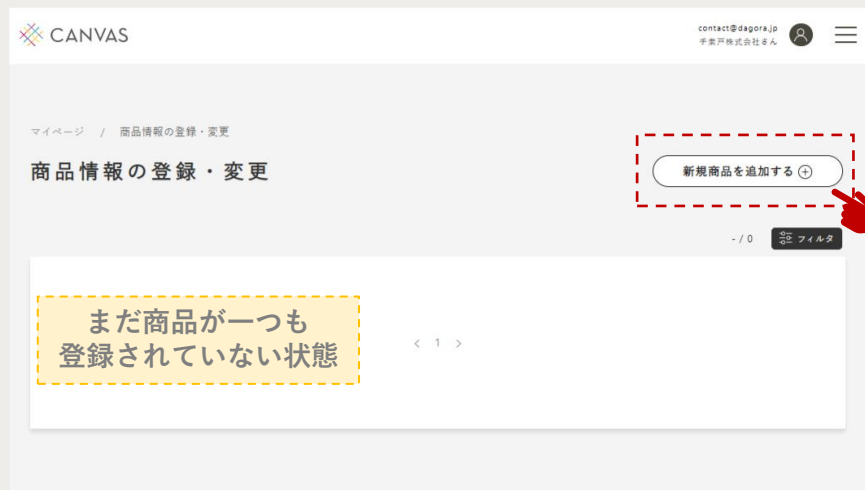 CANVAS
contact@dagora.jp
千葉戸株式会社さん
マイページ / 商品情報の登録・変更
商品情報の登録・変更
新規商品を追加する
- / 0 フィルタ
まだ商品が一つも
登録されていない状態
< 1 >